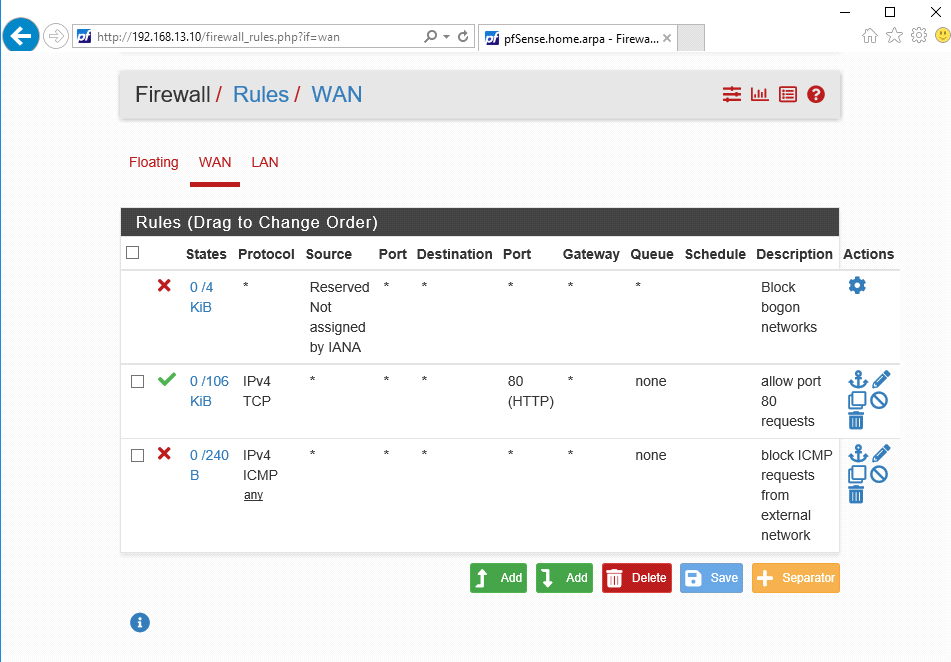 http://192.168.13.10/firewall_rules.php?if=wan
pfSense.home.arpa - Firewa...
Firewall / Rules / WAN
Floating WAN LAN
Rules (Drag to Change Order)
States Protocol Source Port Destination Port Gateway Queue Schedule Description Actions
0 /4 * Reserved * * * * * Block
KiB Not bogon
assigned networks
by IANA
0 /106 IPv4 * * * 80 * none allow port
KiB TCP (HTTP) 80
requests
0 /240 IPv4 * * * * * none block ICMP
B ICMP requests
any from
external
network
Add Add Delete Save Separator